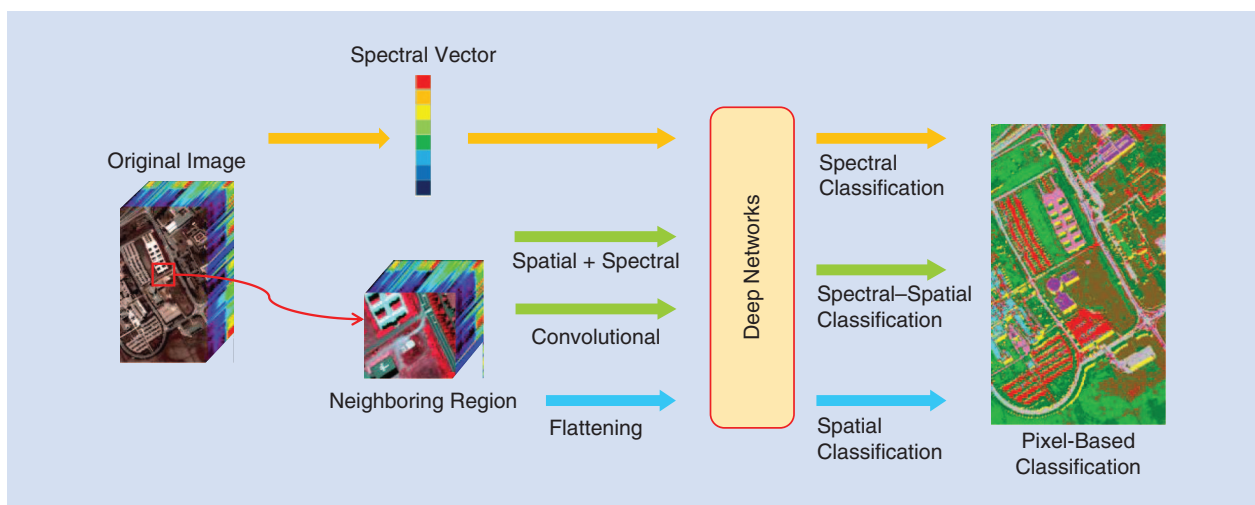 Spectral Vector
Original Image
Spatial + Spectral
Convolutional
Neighboring Region
Flattening
Deep Networks
Spectral
Classification
Spectral–Spatial
Classification
Spatial
Classification
Pixel-Based
Classification